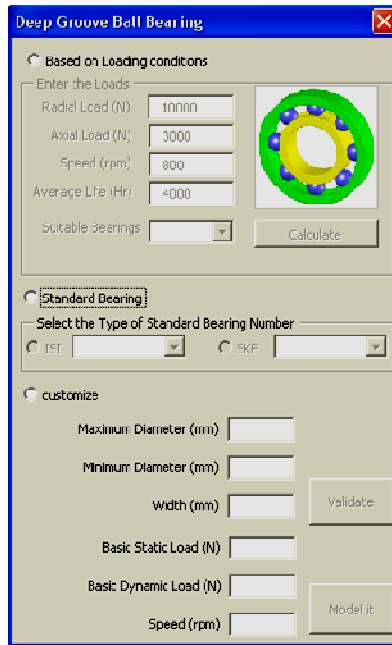 Deep Groove Ball Bearing
Based on Loading conditions
Enter the Loads
Radial Load (N) 10000
Axial Load (N) 3000
Speed (rpm) 800
Average Life (Hr) 4000
Suitable Bearings
Calculate
Standard Bearing
Select the Type of Standard Bearing Number
ISI SKF
customize
Maximum Diameter (mm)
Minimum Diameter (mm)
Width (mm)
Validate
Basic Static Load (N)
Basic Dynamic Load (N)
Model it
Speed (rpm)